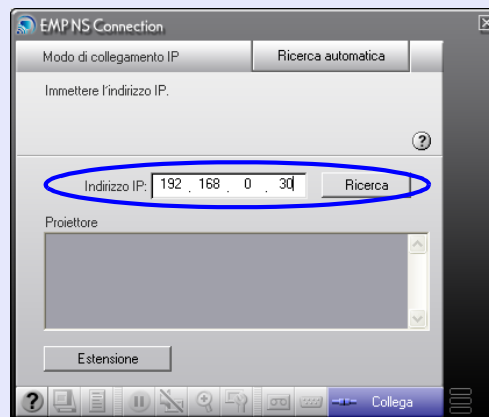 EMP NS Connection
Modo di collegamento IP
Ricerca automatica
Immettere l'indirizzo IP.
?
Indirizzo IP: 192 . 168 . 0 . 30 Ricerca
Proiettore
Estensione
? Collega